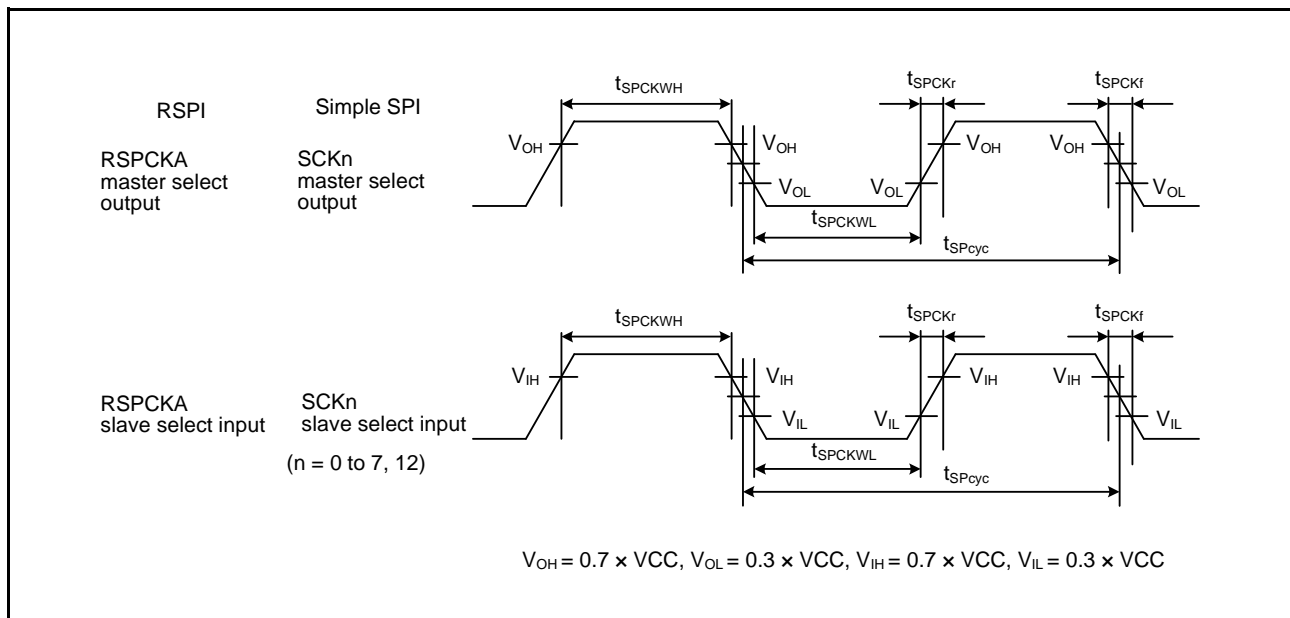 RSPI
Simple SPI
RSPCKA
master select
output
SCKn
master select
output
tSPCKWH
tSPCKr
tSPCKf
VOH
VOH
VOL
VOL
VOH
VOH
VOL
tSPCKWL
tSPcyc
RSPCKA
slave select input
SCKn
slave select input
(n = 0 to 7, 12)
tSPCKWH
tSPCKr
tSPCKf
VIH
VIH
VIL
VIL
VIH
VIH
VIL
tSPCKWL
tSPcyc
VOH = 0.7 × VCC, VOL = 0.3 × VCC, VIH = 0.7 × VCC, VIL = 0.3 × VCC